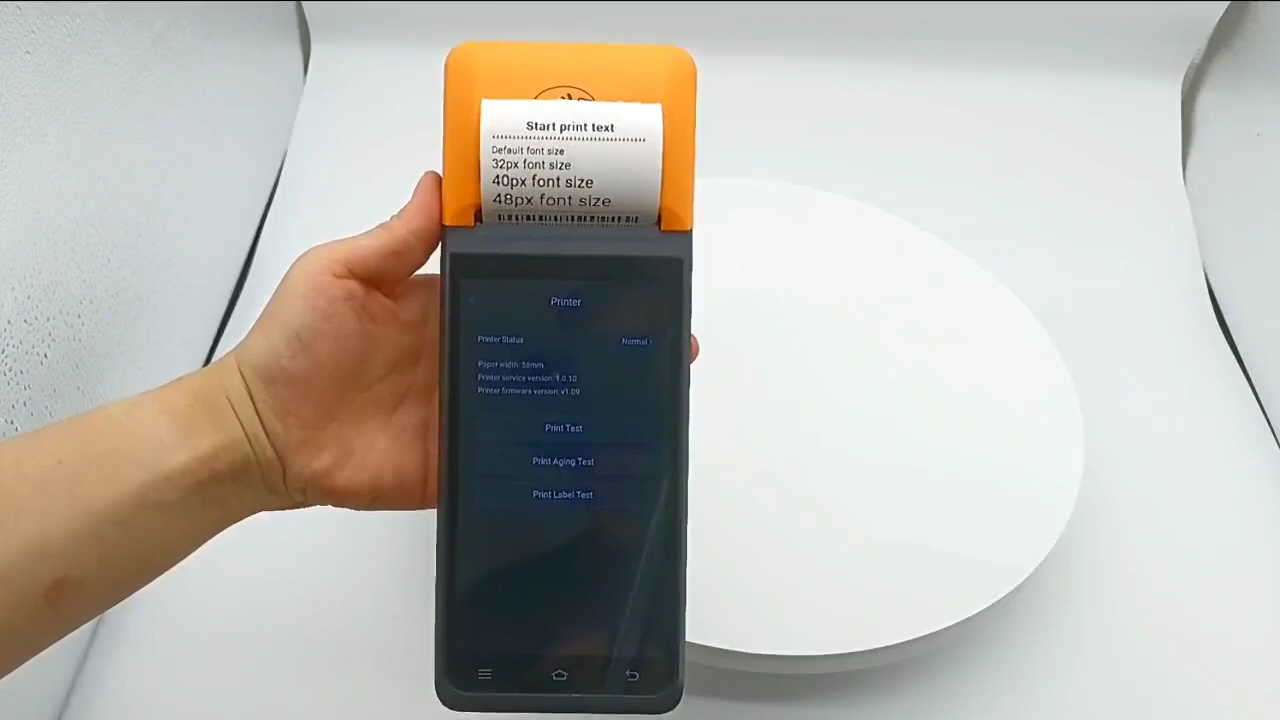 Start print text
Default font size
32px font size
40px font size
48px font size
Printer
Printer Status Normal
Paper width: 58mm
Printer service version: 1.0.10
Printer firmware version: v1.09
Print Test
Print Aging Test
Print Label Test